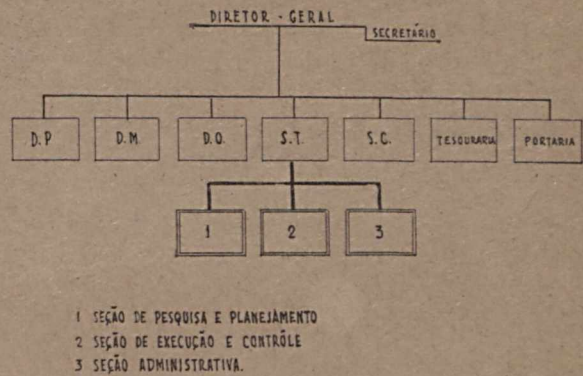 DIRETOR - GERAL
SECRETÁRIO
D.P D.M. D.O. S.T. S.C. TESOURARIA PORTARIA
1 2 3
1 SEÇÃO DE PESQUISA E PLANEJAMENTO
2 SEÇÃO DE EXECUÇÃO E CONTRÔLE
3 SEÇÃO ADMINISTRATIVA.